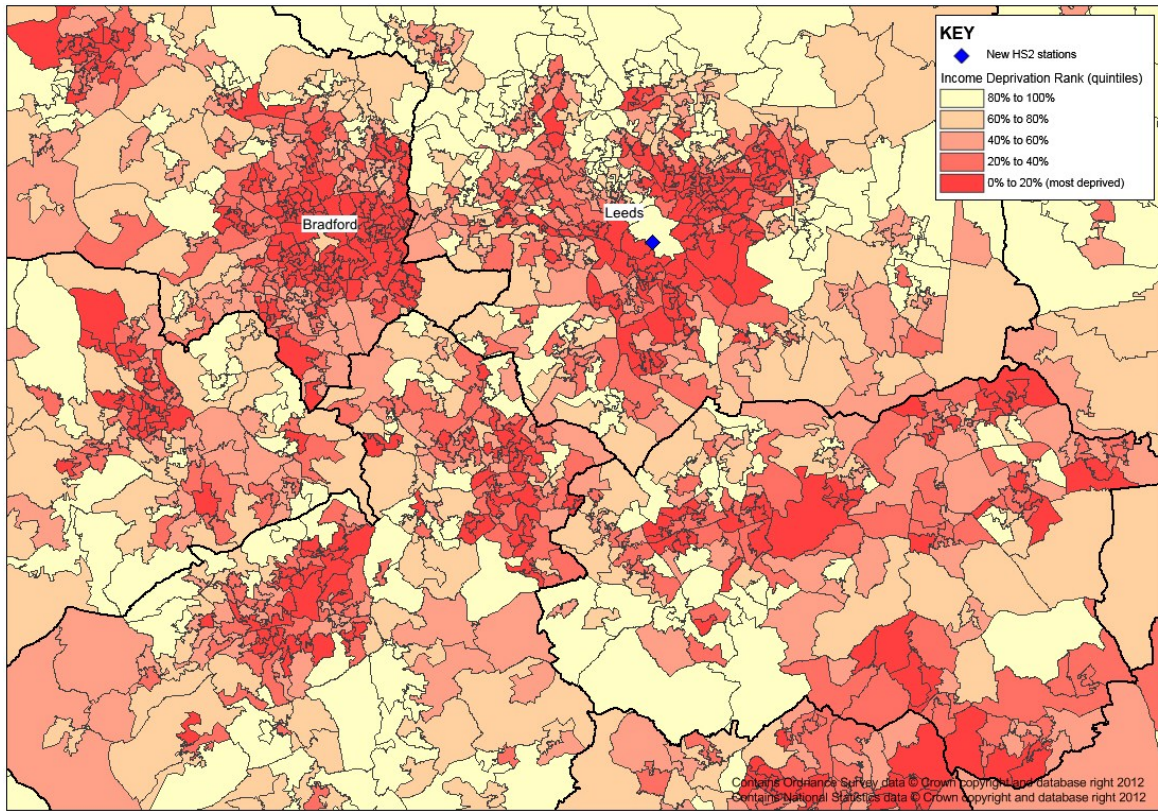 KEY
New HS2 stations
Income Deprivation Rank (quintiles)
80% to 100%
60% to 80%
40% to 60%
20% to 40%
0% to 20% (most deprived)
Leeds
Bradford
Contains Ordnance Survey data © Crown copyright and database right 2012
Contains National Statistics data © Crown copyright and database right 2012